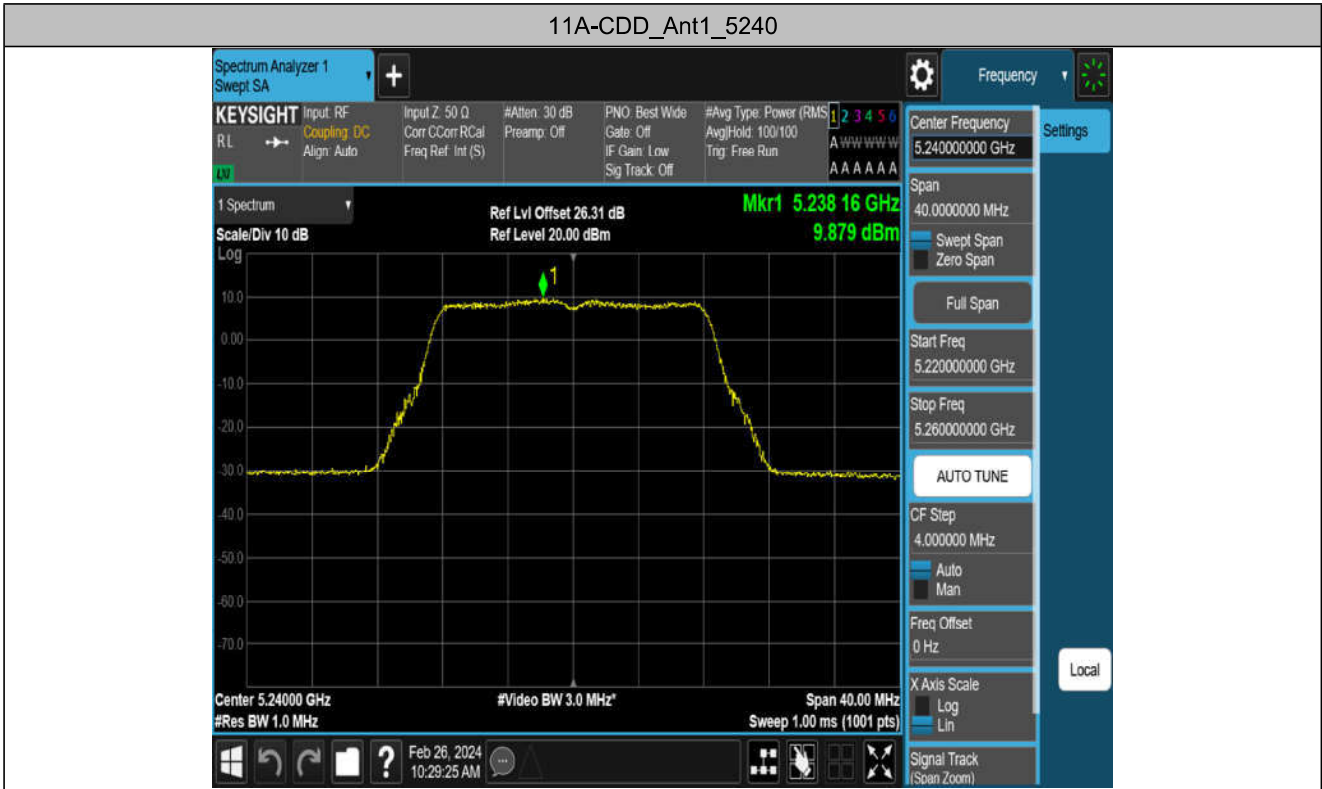 11A-CDD_Ant1_5240
Spectrum Analyzer 1
Swept SA
+
Frequency
KEYSIGHT
RL
LXI
Input: RF
Coupling: DC
Align: Auto
Input Z: 50 Ω
Corr CCorr RCal
Freq Ref: Int (S)
#Atten: 30 dB
Preamp: Off
PNO: Best Wide
Gate: Off
IF Gain: Low
Sig Track: Off
#Avg Type: Power (RMS
Avg|Hold: 100/100
Trig: Free Run
1 2 3 4 5 6
A W W W W W
A A A A A A
1 Spectrum
Scale/Div 10 dB
Log
Ref Lvl Offset 26.31 dB
Ref Level 20.00 dBm
Mkr1 5.238 16 GHz
9.879 dBm
1
10.0
0.00
-10.0
-20.0
-30.0
-40.0
-50.0
-60.0
-70.0
Center 5.24000 GHz
#Res BW 1.0 MHz
#Video BW 3.0 MHz*
Span 40.00 MHz
Sweep 1.00 ms (1001 pts)
?
Feb 26, 2024
10:29:25 AM
Center Frequency
5.240000000 GHz
Settings
Span
40.0000000 MHz
Swept Span
Zero Span
Full Span
Start Freq
5.220000000 GHz
Stop Freq
5.260000000 GHz
AUTO TUNE
CF Step
4.000000 MHz
Auto
Man
Freq Offset
0 Hz
X Axis Scale
Log
Lin
Local
Signal Track
(Span Zoom)